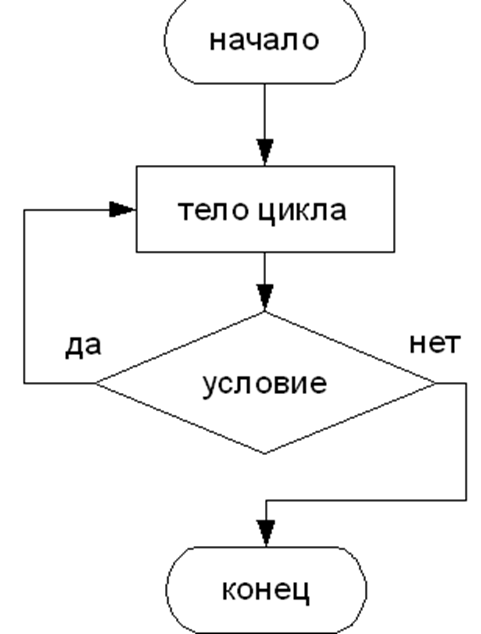 начало
тело цикла
да
нет
условие
конец